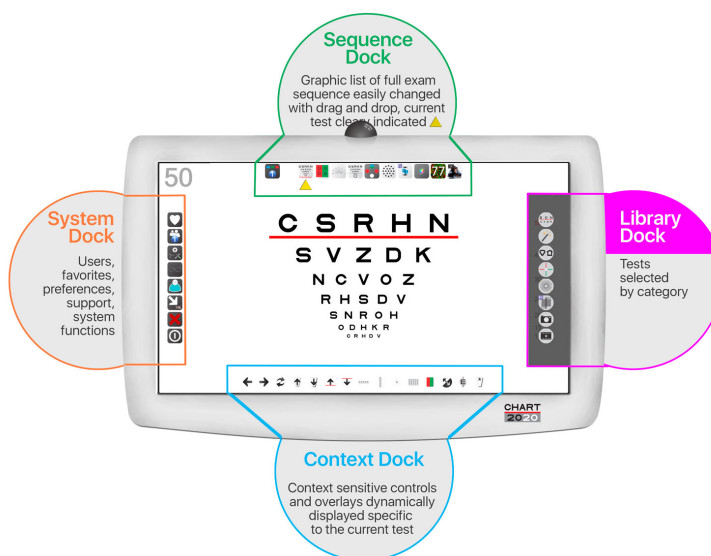 Sequence
Dock
Graphic list of full exam
sequence easily changed
with drag and drop, current
test cleary indicated
50
77
System
Dock
Users,
favorites,
preferences,
support,
system
functions
C S R H N
S V Z D K
N C V O Z
R H S D V
S N R O H
O D H K R
C R H D V
Library
Dock
Tests
selected
by category
CHART
2020
Context Dock
Context sensitive controls
and overlays dynamically
displayed specific
to the current test